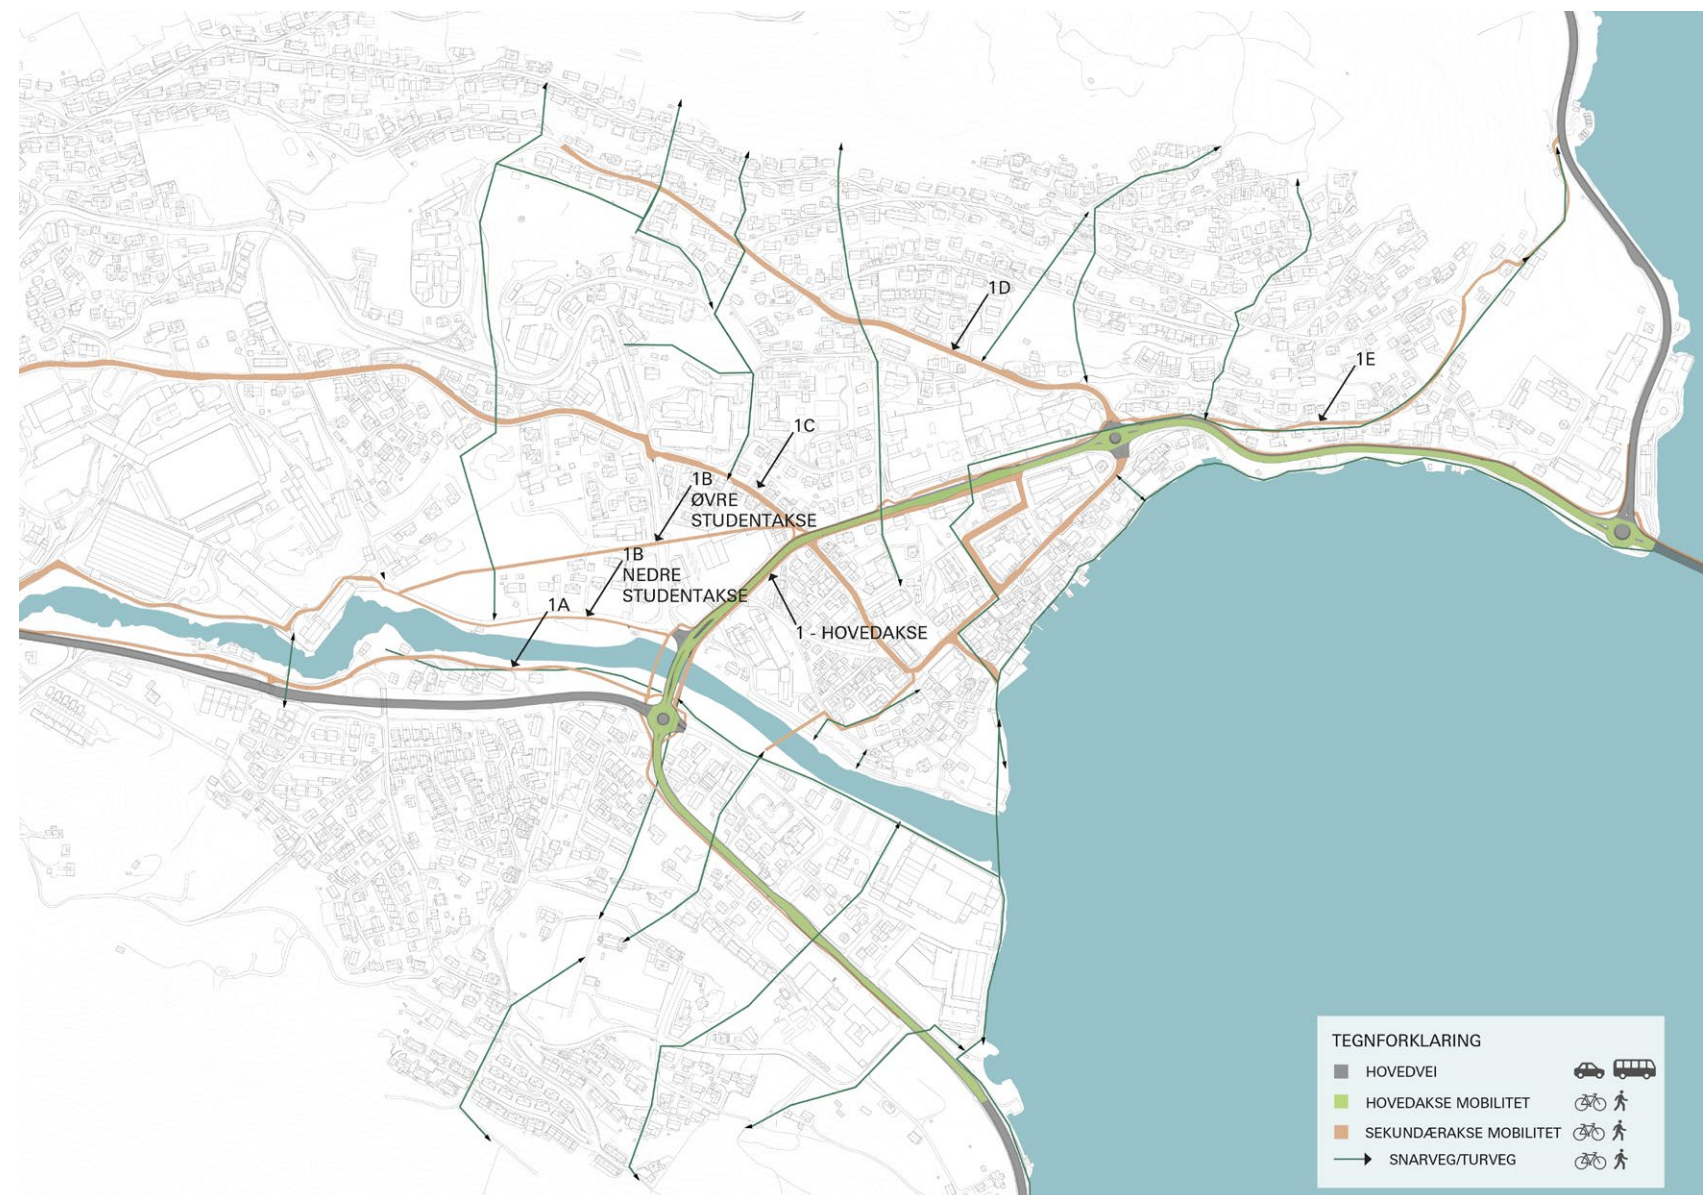 1D
1E
1C
1B
ØVRE
STUDENTAKSE
1B
NEDRE
STUDENTAKSE
1A
1 - HOVEDAKSE
TEGNFORKLARING
HOVEDVEI
HOVEDAKSE MOBILITET
SEKUNDÆRAKSE MOBILITET
SNARVEG/TURVEG